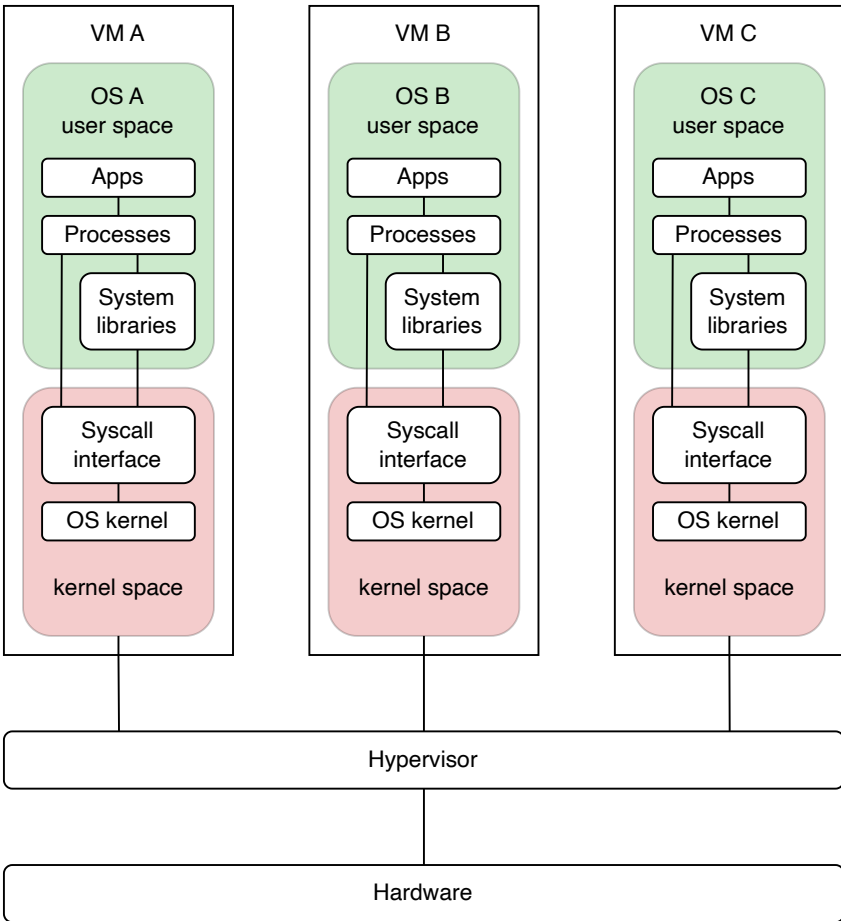 VM A
OS A
user space
Apps
Processes
System
libraries
Syscall
interface
OS kernel
kernel space
VM B
OS B
user space
Apps
Processes
System
libraries
Syscall
interface
OS kernel
kernel space
VM C
OS C
user space
Apps
Processes
System
libraries
Syscall
interface
OS kernel
kernel space
Hypervisor
Hardware